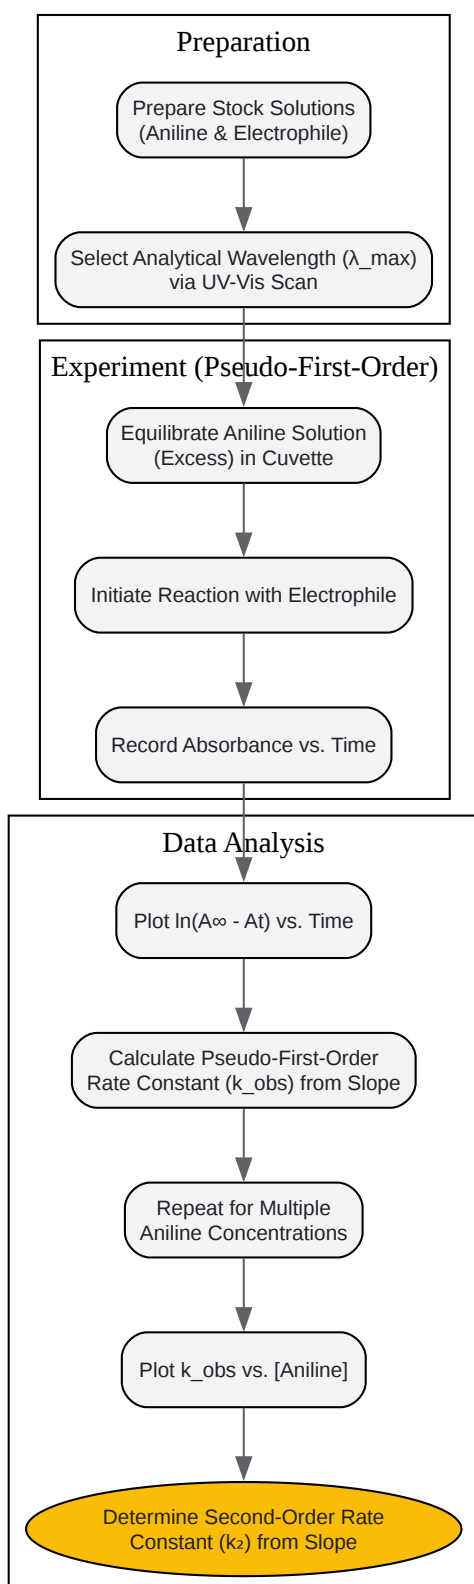 Preparation
Prepare Stock Solutions
(Aniline & Electrophile)
Select Analytical Wavelength (λ_max)
via UV-Vis Scan
Experiment (Pseudo-First-Order)
Equilibrate Aniline Solution
(Excess) in Cuvette
Initiate Reaction with Electrophile
Record Absorbance vs. Time
Data Analysis
Plot ln(A∞ - At) vs. Time
Calculate Pseudo-First-Order
Rate Constant (k_obs) from Slope
Repeat for Multiple
Aniline Concentrations
Plot k_obs vs. [Aniline]
Determine Second-Order Rate
Constant (k₂) from Slope